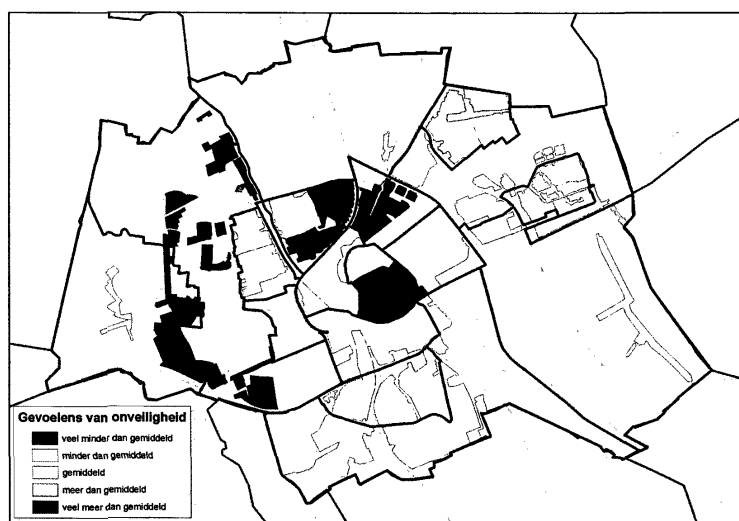 Gevoelens van onveiligheid
veel minder dan gemiddeld
minder dan gemiddeld
gemiddeld
meer dan gemiddeld
veel meer dan gemiddeld